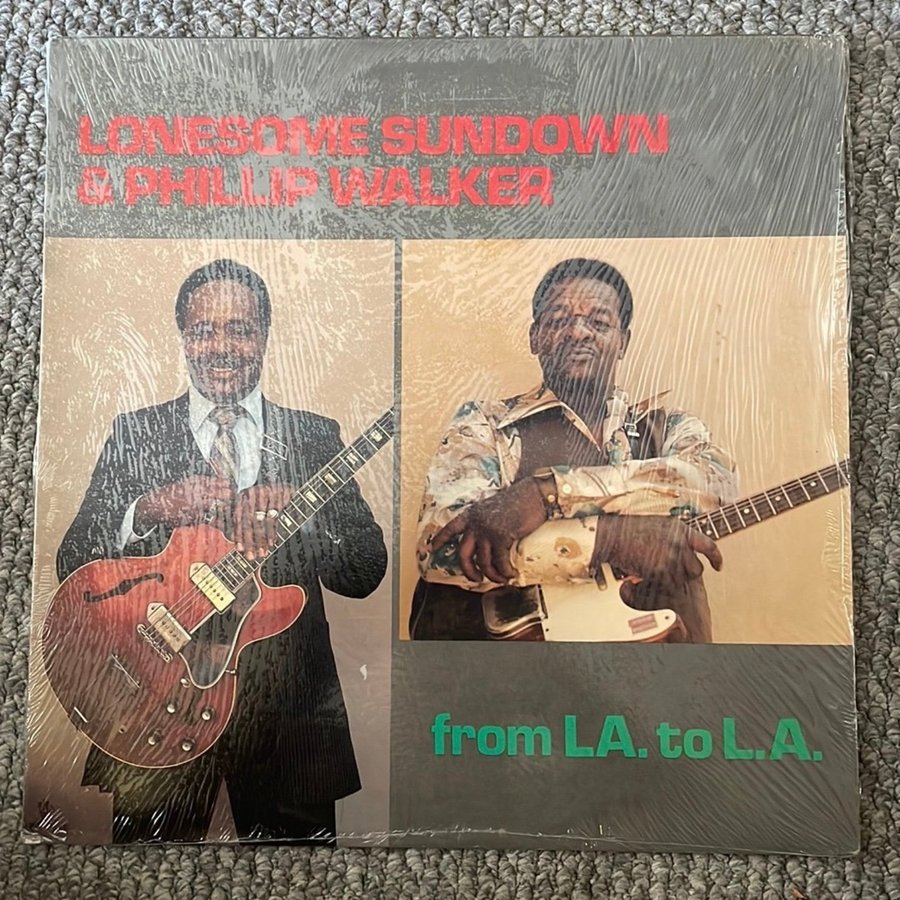 LONESOME SUNDOWN
& PHILLIP WALKER
from LA. to L.A.